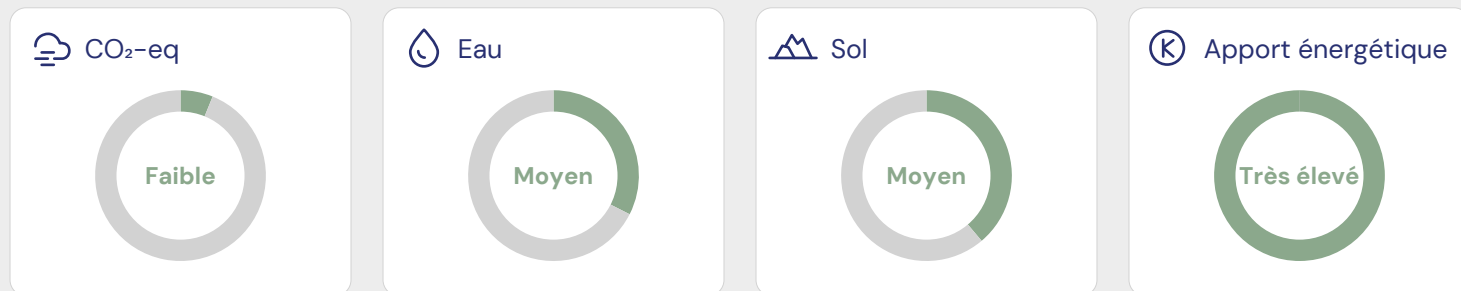 CO₂-eq
Faible
Eau
Moyen
Sol
Moyen
Apport énergétique
Très élevé